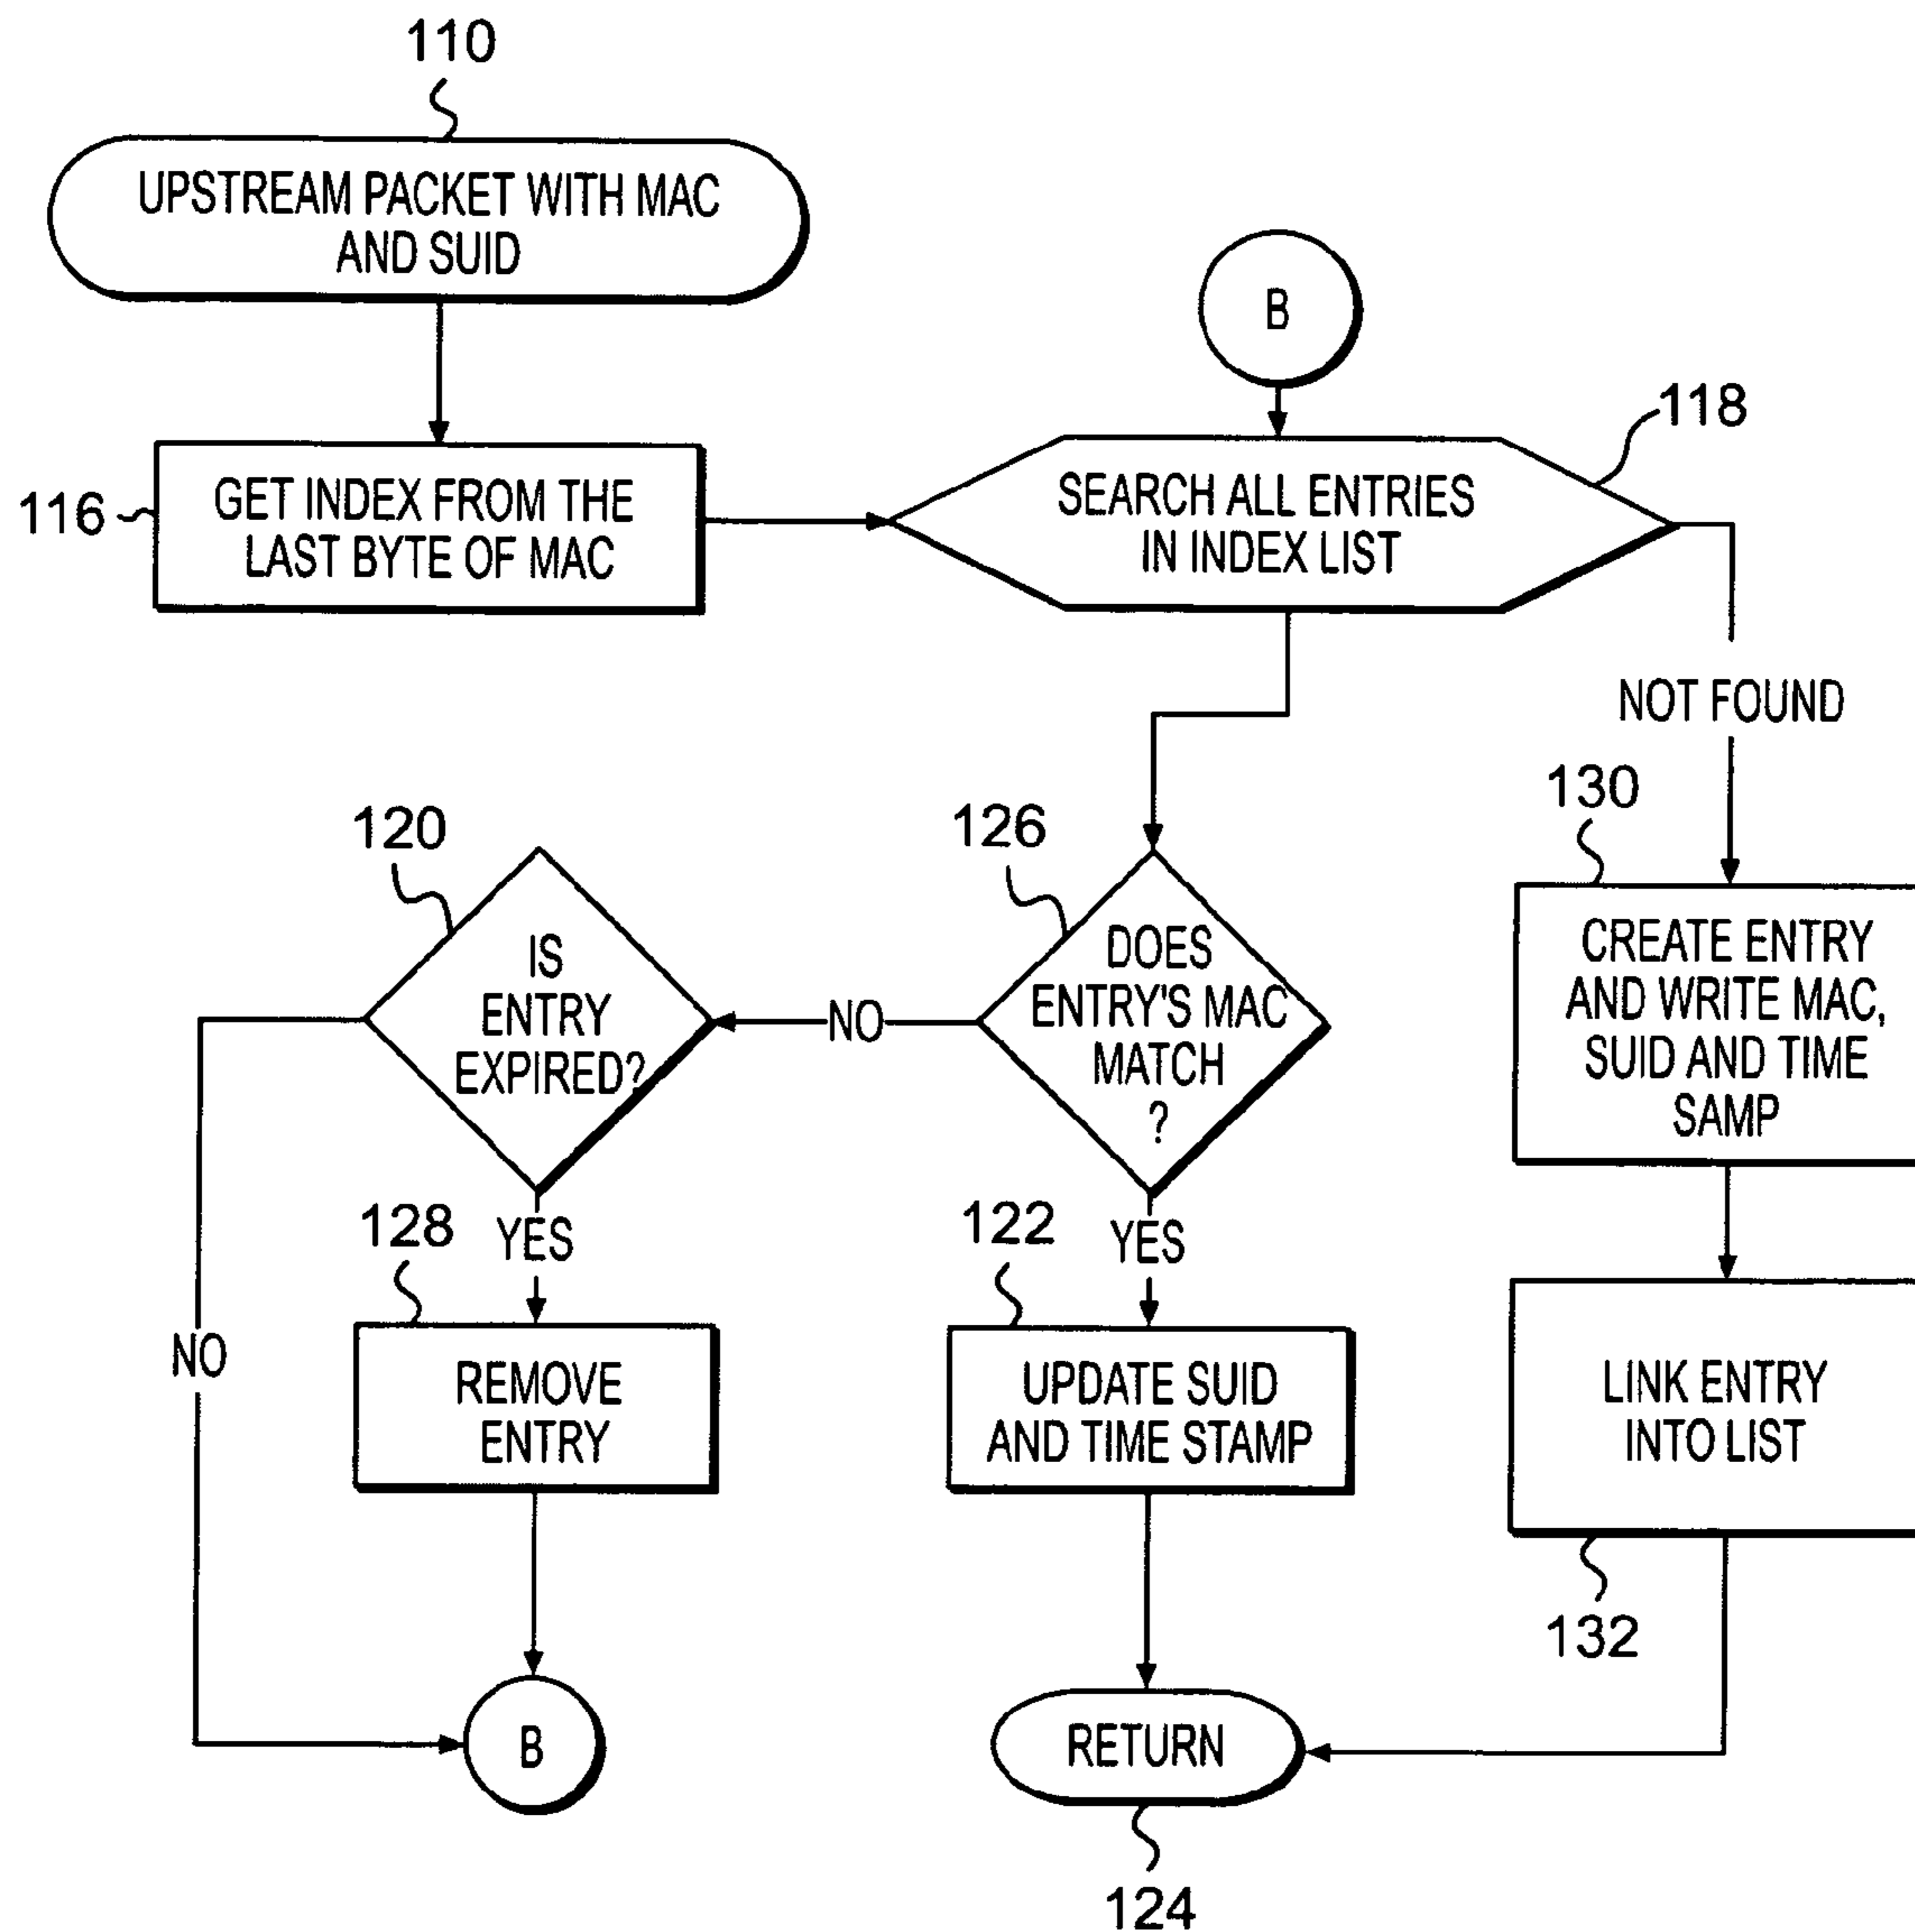 110
UPSTREAM PACKET WITH MAC
AND SUID
B
116
GET INDEX FROM THE
LAST BYTE OF MAC
118
SEARCH ALL ENTRIES
IN INDEX LIST
NOT FOUND
120
IS
ENTRY
EXPIRED?
NO
126
DOES
ENTRY'S MAC
MATCH
?
130
CREATE ENTRY
AND WRITE MAC,
SUID AND TIME
SAMP
NO
128
YES
REMOVE
ENTRY
122
YES
UPDATE SUID
AND TIME STAMP
LINK ENTRY
INTO LIST
132
B
RETURN
124